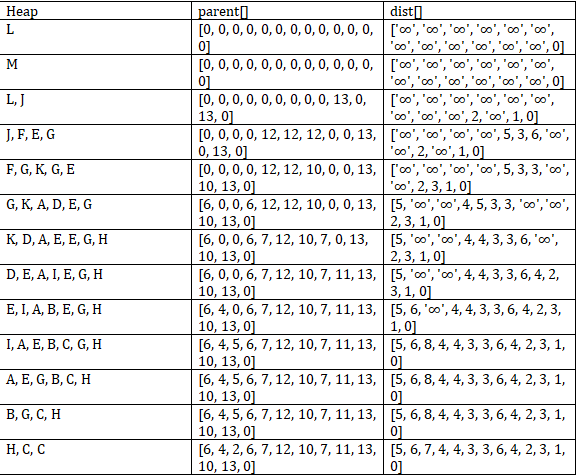 Heap parent[] dist[]
L [0, 0, 0, 0, 0, 0, 0, 0, 0, 0, 0, 0, ['∞', '∞', '∞', '∞', '∞', '∞',
0] '∞', '∞', '∞', '∞', '∞', '∞', 0]
M [0, 0, 0, 0, 0, 0, 0, 0, 0, 0, 0, 0, ['∞', '∞', '∞', '∞', '∞', '∞',
0] '∞', '∞', '∞', '∞', '∞', '∞', 0]
L, J [0, 0, 0, 0, 0, 0, 0, 0, 0, 13, 0, ['∞', '∞', '∞', '∞', '∞', '∞',
13, 0] '∞', '∞', '∞', '∞', 2, '∞', 1, 0]
J, F, E, G [0, 0, 0, 0, 12, 12, 12, 0, 0, 13, ['∞', '∞', '∞', '∞', 5, 3, 6, '∞',
0, 13, 0] '∞', 2, '∞', 1, 0]
F, G, K, G, E [0, 0, 0, 0, 12, 12, 10, 0, 0, 13, ['∞', '∞', '∞', '∞', 5, 3, 3, '∞',
10, 13, 0] '∞', 2, 3, 1, 0]
G, K, A, D, E, G [6, 0, 0, 6, 12, 12, 10, 0, 0, 13, [5, '∞', '∞', 4, 5, 3, 3, '∞', '∞',
10, 13, 0] 2, 3, 1, 0]
K, D, A, E, E, G, H [6, 0, 0, 6, 7, 12, 10, 7, 0, 13, [5, '∞', '∞', 4, 4, 3, 3, 6, '∞',
10, 13, 0] 2, 3, 1, 0]
D, E, A, I, E, G, H [6, 0, 0, 6, 7, 12, 10, 7, 11, 13, [5, '∞', '∞', 4, 4, 3, 3, 6, 4, 2,
10, 13, 0] 3, 1, 0]
E, I, A, B, E, G, H [6, 4, 0, 6, 7, 12, 10, 7, 11, 13, [5, 6, '∞', 4, 4, 3, 3, 6, 4, 2, 3,
10, 13, 0] 1, 0]
I, A, E, B, C, G, H [6, 4, 5, 6, 7, 12, 10, 7, 11, 13, [5, 6, 8, 4, 4, 3, 3, 6, 4, 2, 3, 1,
10, 13, 0] 0]
A, E, G, B, C, H [6, 4, 5, 6, 7, 12, 10, 7, 11, 13, [5, 6, 8, 4, 4, 3, 3, 6, 4, 2, 3, 1,
10, 13, 0] 0]
B, G, C, H [6, 4, 5, 6, 7, 12, 10, 7, 11, 13, [5, 6, 8, 4, 4, 3, 3, 6, 4, 2, 3, 1,
10, 13, 0] 0]
H, C, C [6, 4, 2, 6, 7, 12, 10, 7, 11, 13, [5, 6, 7, 4, 4, 3, 3, 6, 4, 2, 3, 1,
10, 13, 0] 0]